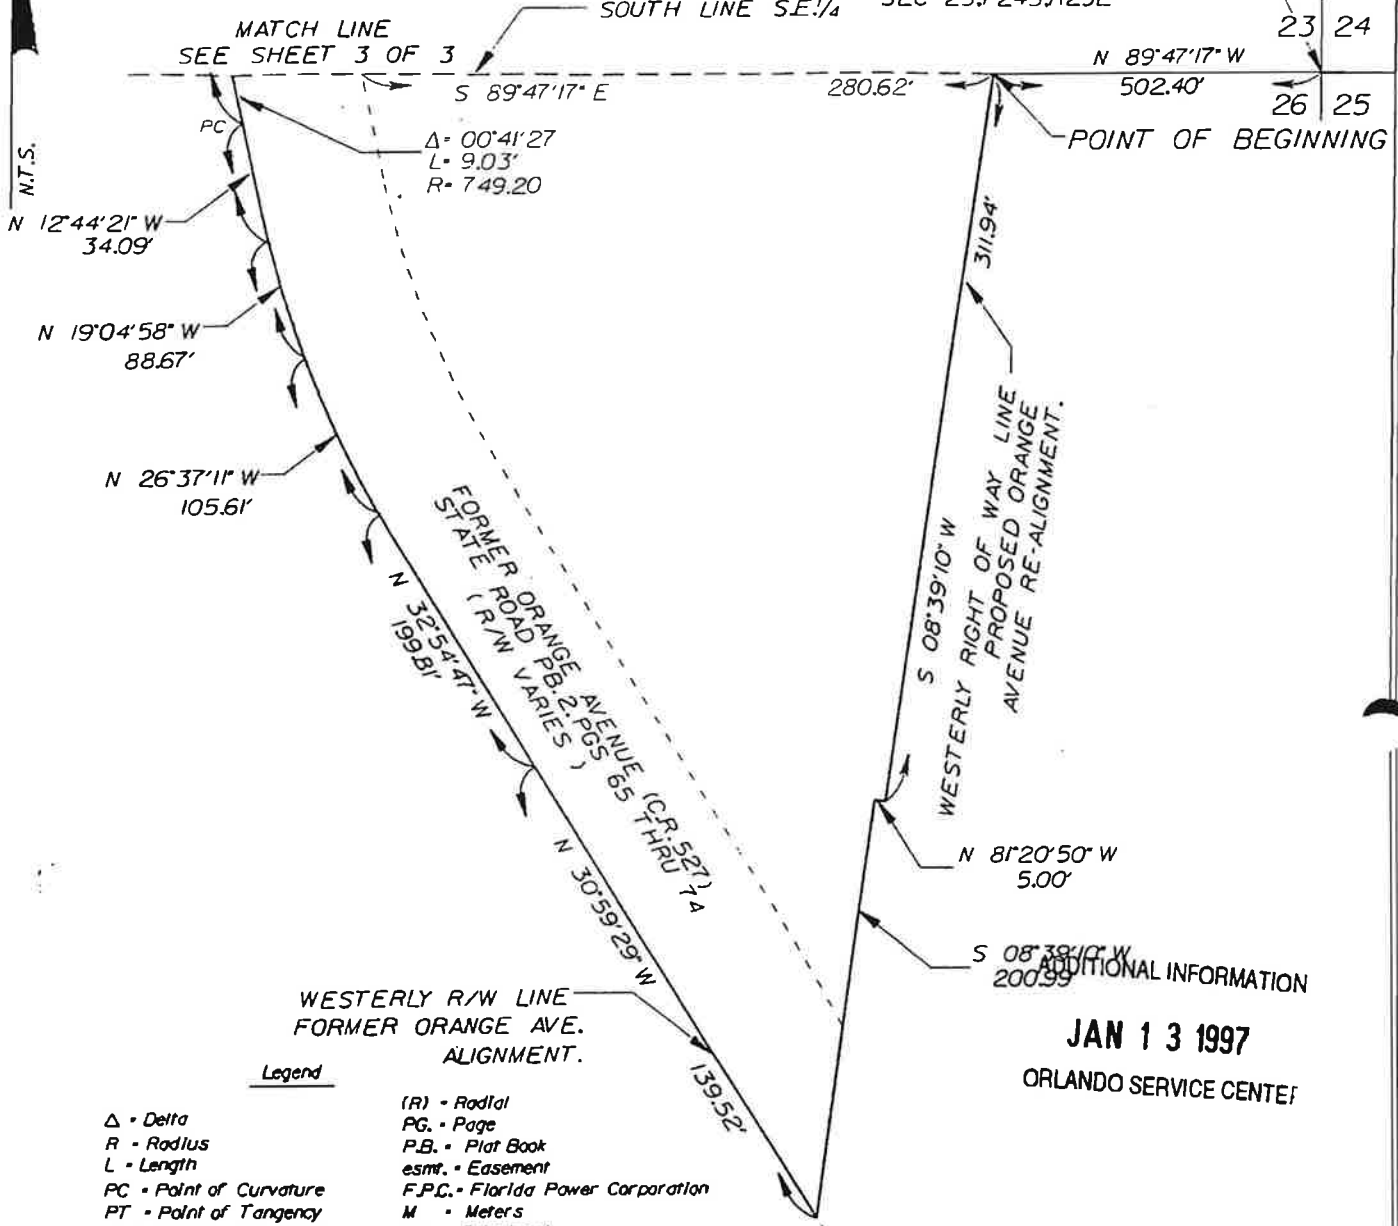 SOUTH LINE S.E.1/4
23 24
MATCH LINE
SEE SHEET 3 OF 3
N 89°47'17" W
502.40'
S 89°47'17" E
280.62'
26 25
POINT OF BEGINNING
PC
Δ= 00°41'27
L= 9.03'
R= 749.20
N.T.S.
N 12°44'21" W
34.09'
N 19°04'58" W
88.67'
N 26°37'11" W
105.61'
N 32°54'47" W
199.81'
N 30°59'29" W
139.52'
FORMER ORANGE AVENUE (C.R. 527)
STATE ROAD PB. 2. PGS 65 THRU 74
( R/W VARIES )
311.94'
S 08°39'10" W
WESTERLY RIGHT OF WAY LINE
PROPOSED ORANGE
AVENUE RE-ALIGNMENT.
N 81°20'50" W
5.00'
S 08°39'10" W
200.99
ADDITIONAL INFORMATION
JAN 1 3 1997
ORLANDO SERVICE CENTER
WESTERLY R/W LINE
FORMER ORANGE AVE.
ALIGNMENT.
Legend
Δ = Delta
R = Radius
L = Length
PC = Point of Curvature
PT = Point of Tangency
(R) = Radial
PG. = Page
P.B. = Plat Book
esmt. = Easement
F.P.C. = Florida Power Corporation
M = Meters